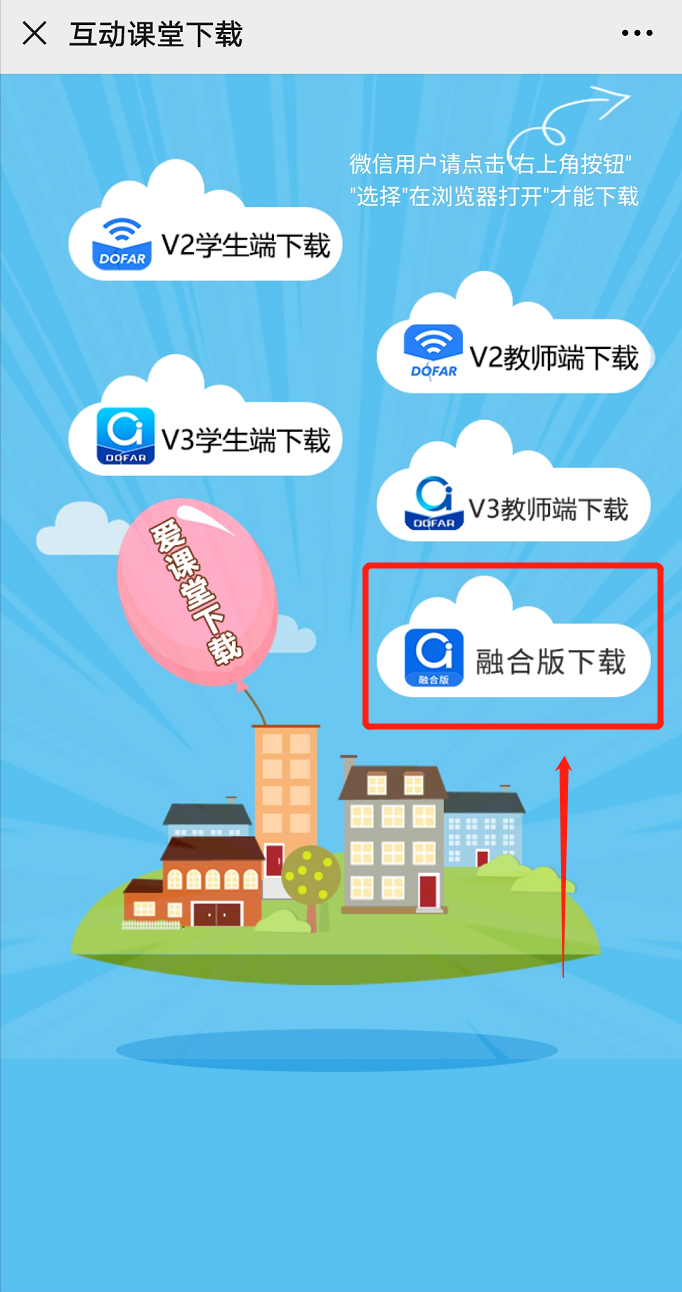 互动课堂下载
微信用户请点击"右上角按钮"
"选择"在浏览器打开"才能下载
DOFAR
V2学生端下载
DOFAR
V2教师端下载
DOFAR
V3学生端下载
DOFAR
V3教师端下载
爱课堂下载
融合版
融合版下载